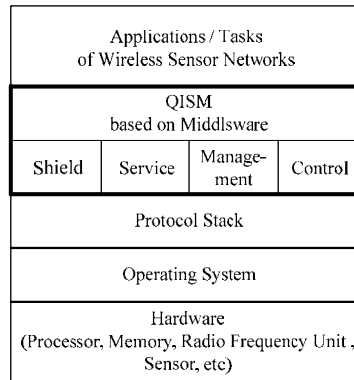 Applications / Tasks
of Wireless Sensor Networks
QISM
based on Middlsware
Shield Service Manage-
ment Control
Protocol Stack
Operating System
Hardware
(Processor, Memory, Radio Frequency Unit ,
Sensor, etc)